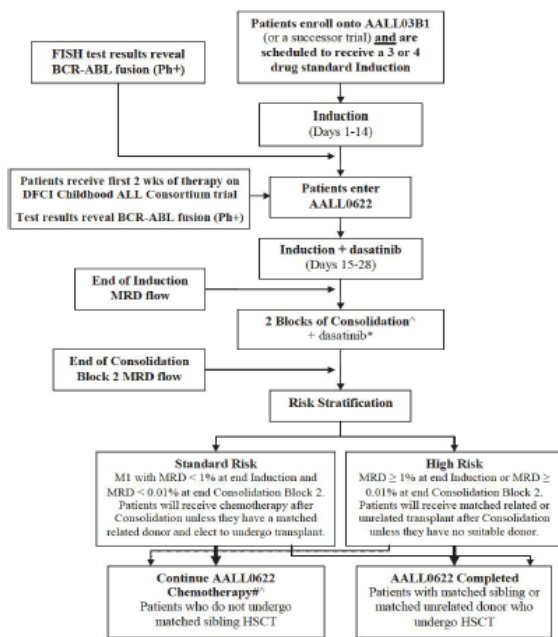 Patients enroll onto AALL03B1
(or a successor trial) and are
scheduled to receive a 3 or 4
drug standard Induction
FISH test results reveal
BCR-ABL fusion (Ph+)
Induction
(Days 1-14)
Patients receive first 2 wks of therapy on
DFCI Childhood ALL Consortium trial
Test results reveal BCR-ABL fusion (Ph+)
Patients enter
AALL0622
Induction + dasatinib
(Days 15-28)
End of Induction
MRD flow
2 Blocks of Consolidation^
+ dasatinib*
End of Consolidation
Block 2 MRD flow
Risk Stratification
Standard Risk
M1 with MRD < 1% at end Induction and
MRD < 0.01% at end Consolidation Block 2.
Patients will receive chemotherapy after
Consolidation unless they have a matched
related donor and elect to undergo transplant.
High Risk
MRD ≥ 1% at end Induction or MRD ≥
0.01% at end Consolidation Block 2.
Patients will receive matched related or
unrelated transplant after Consolidation
unless they have no suitable donor.
Continue AALL0622
Chemotherapy#^
Patients who do not undergo
matched sibling HSCT
AALL0622 Completed
Patients with matched sibling or
matched unrelated donor who
undergo HSCT